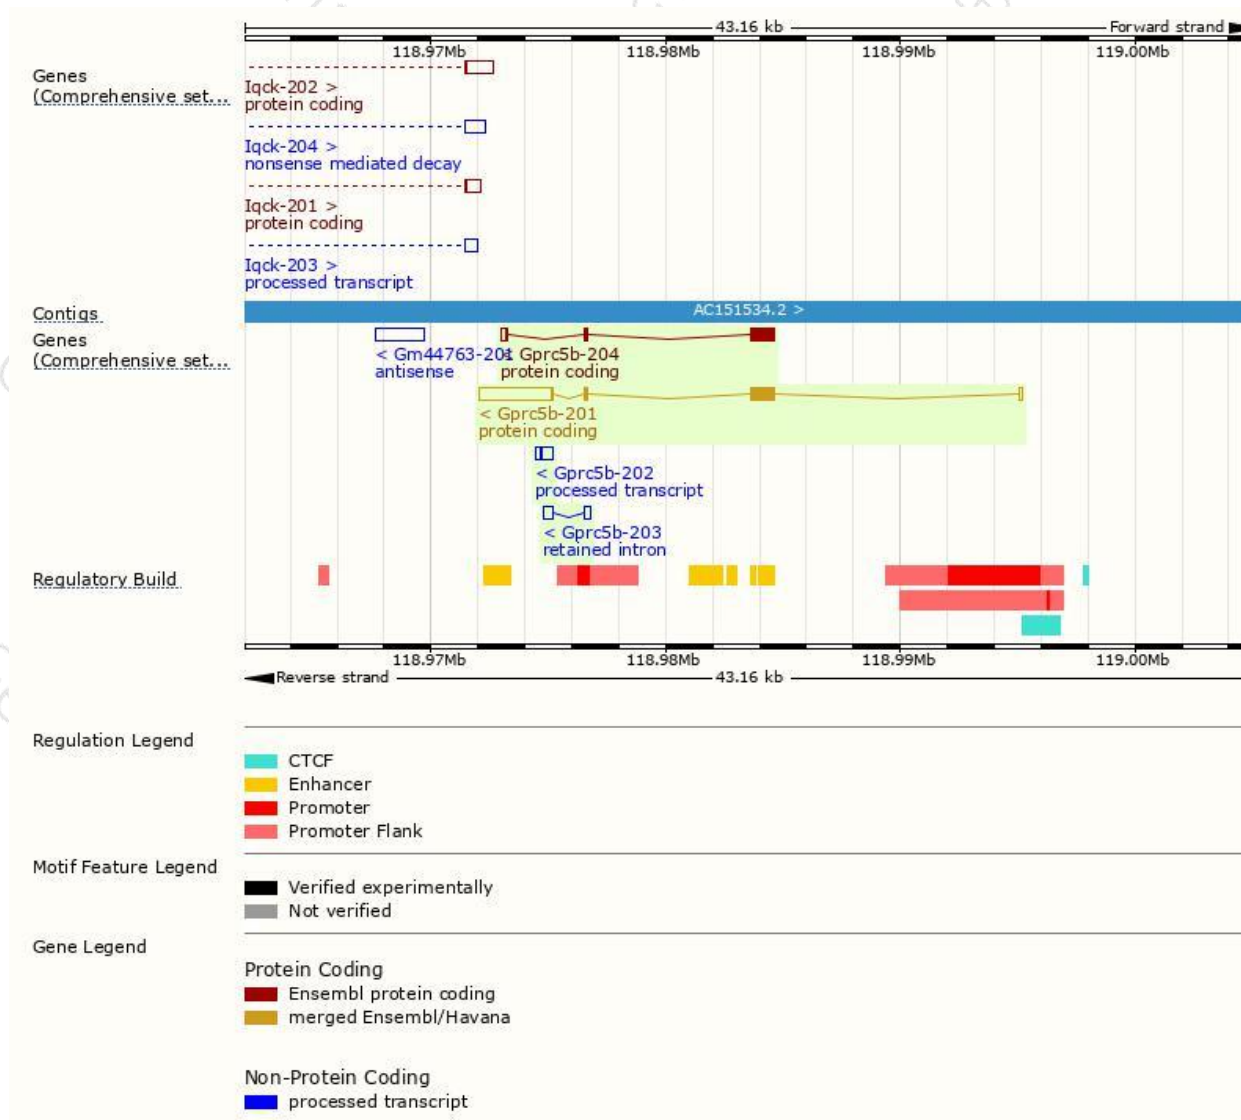 43.16 kb
Forward strand
118.97Mb 118.98Mb 118.99Mb 119.00Mb
Genes
(Comprehensive set...
Iqck-202 >
protein coding
Iqck-204 >
nonsense mediated decay
Iqck-201 >
protein coding
Iqck-203 >
processed transcript
Contigs
AC151534.2 >
Genes
(Comprehensive set...
< Gm44763-201
antisense
< Gprc5b-204
protein coding
< Gprc5b-201
protein coding
< Gprc5b-202
processed transcript
< Gprc5b-203
retained intron
Regulatory Build
118.97Mb 118.98Mb 118.99Mb 119.00Mb
Reverse strand
43.16 kb
Regulation Legend
CTCF
Enhancer
Promoter
Promoter Flank
Motif Feature Legend
Verified experimentally
Not verified
Gene Legend
Protein Coding
Ensembl protein coding
merged Ensembl/Havana
Non-Protein Coding
processed transcript